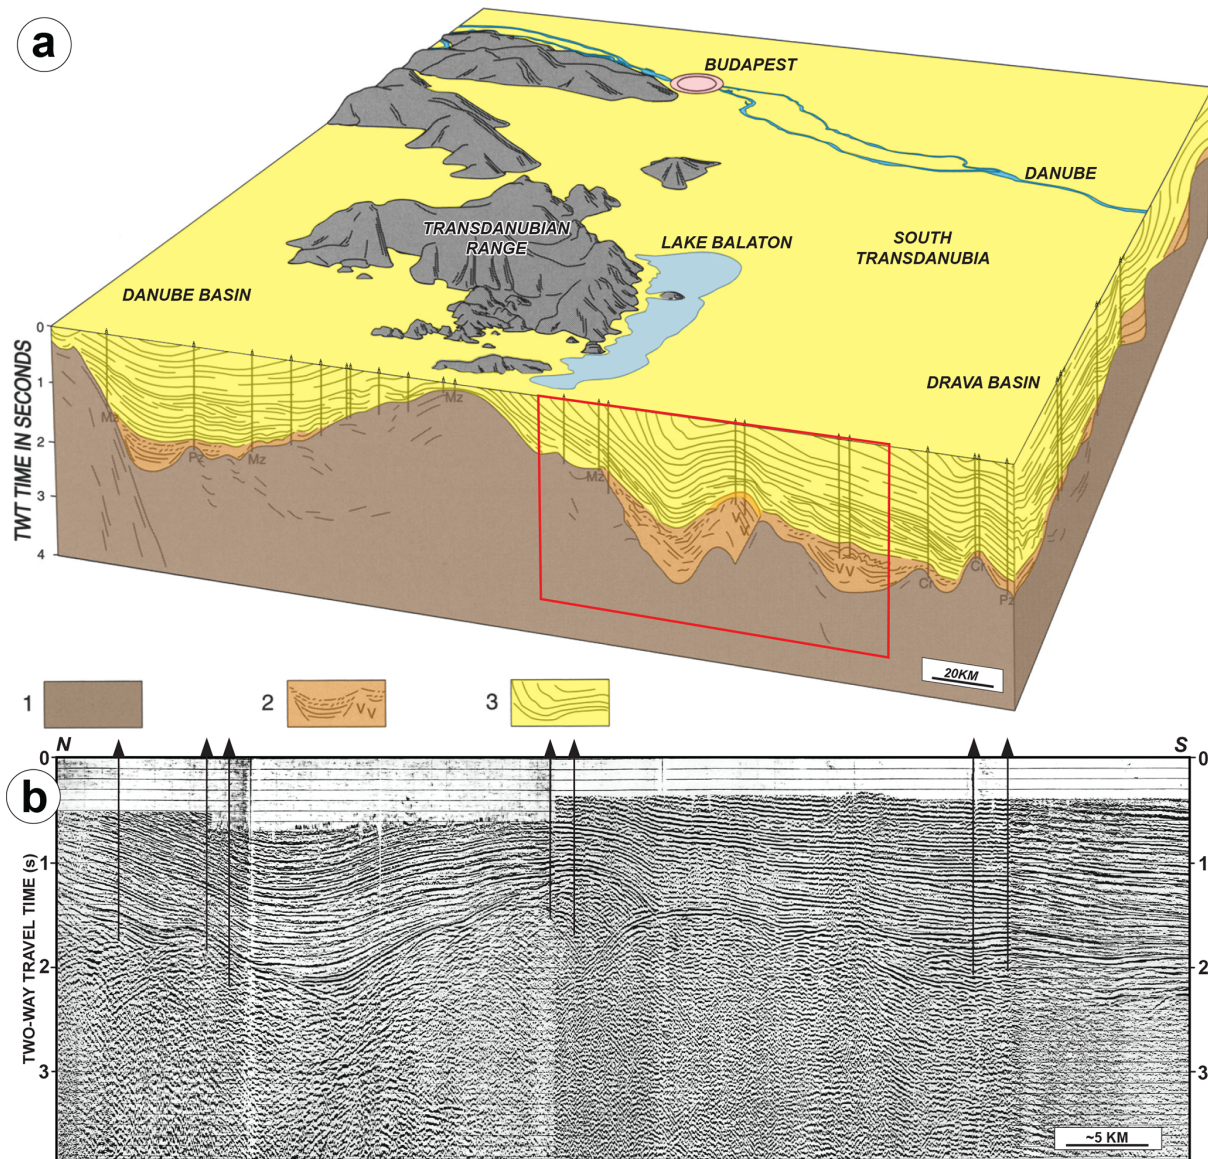 a
BUDAPEST
DANUBE
TRANSDANUBIAN
RANGE
LAKE BALATON
SOUTH
TRANSDANUBIA
DANUBE BASIN
DRAVA BASIN
TWT TIME IN SECONDS
0
1
2
3
4
Mz
Pz
Mz
Mz
Mz
V V
Cr
Cr
Pz
20KM
1
2
V V
3
N
S
b
TWO-WAY TRAVEL TIME (s)
0
1
2
3
0
1
2
3
~5 KM